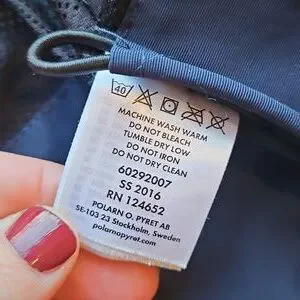 40
MACHINE WASH WARM
DO NOT BLEACH
TUMBLE DRY LOW
DO NOT IRON
DO NOT DRY CLEAN
60292007
SS 2016
RN 124652
POLARN O. PYRET AB
SE-103 23 Stockholm, Sweden
polarnopyret.com